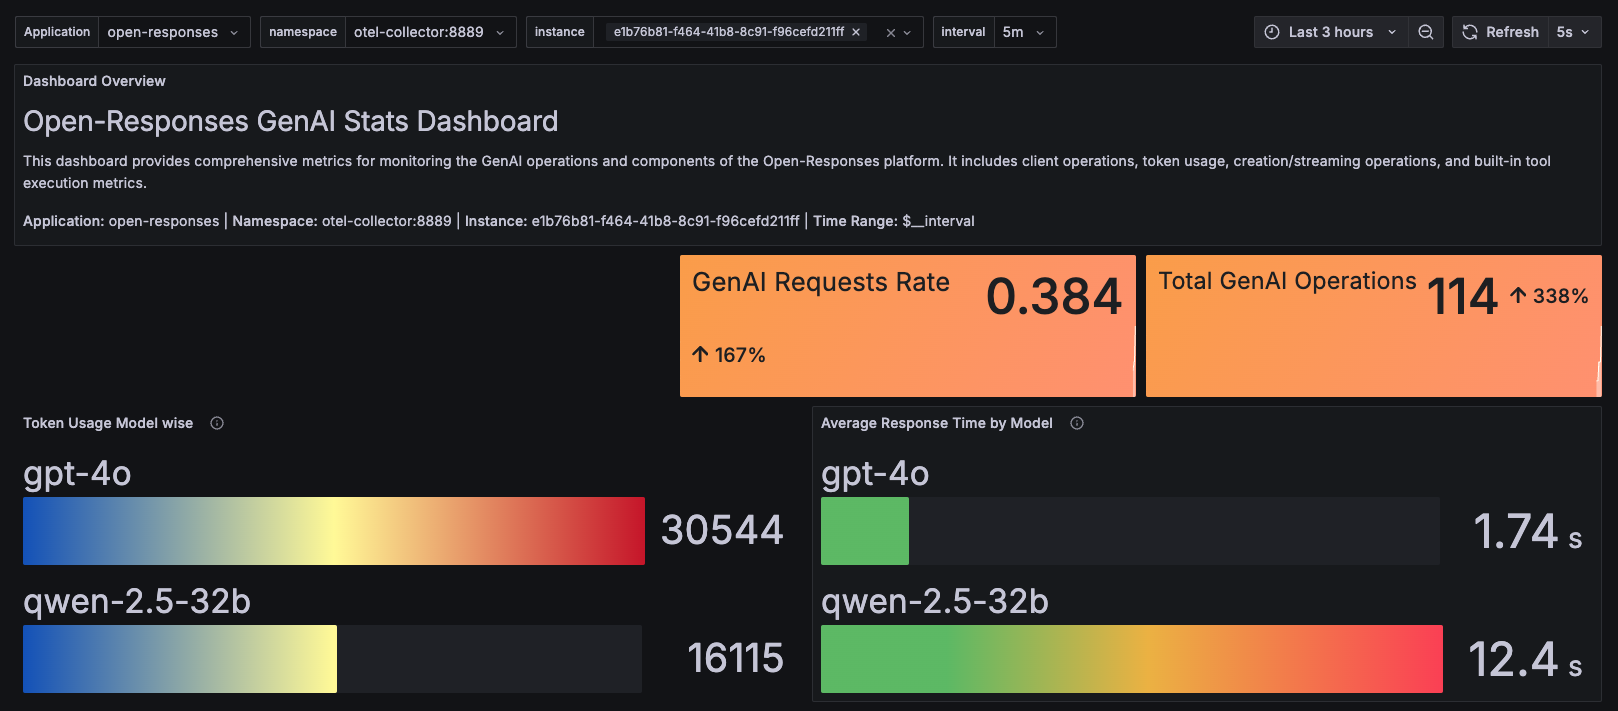 Application open-responses namespace otel-collector:8889 instance e1b76b81-f464-41b8-8c91-f96cefd211ff interval 5m Last 3 hours Refresh 5s
Dashboard Overview
Open-Responses GenAI Stats Dashboard
This dashboard provides comprehensive metrics for monitoring the GenAI operations and components of the Open-Responses platform. It includes client operations, token usage, creation/streaming operations, and built-in tool
execution metrics.
Application: open-responses | Namespace: otel-collector:8889 | Instance: e1b76b81-f464-41b8-8c91-f96cefd211ff | Time Range: $__interval
GenAI Requests Rate 0.384
167%
Total GenAI Operations 114 338%
Token Usage Model wise
gpt-4o
30544
qwen-2.5-32b
16115
Average Response Time by Model
gpt-4o
1.74 s
qwen-2.5-32b
12.4 s